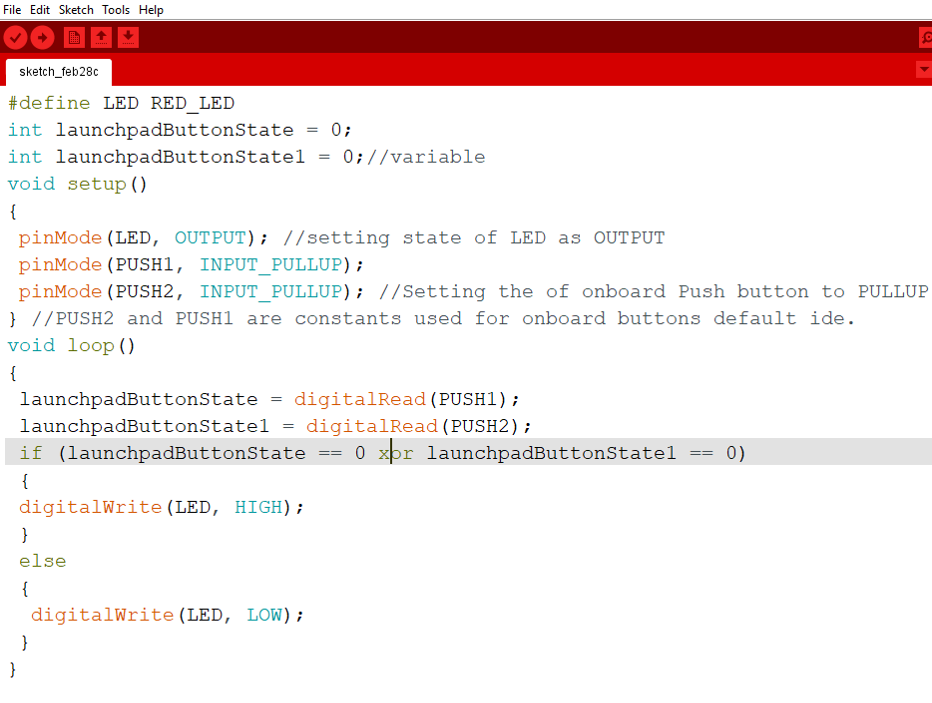 File Edit Sketch Tools Help
sketch_feb28c
#define LED RED_LED
int launchpadButtonState = 0;
int launchpadButtonState1 = 0;//variable
void setup()
{
pinMode(LED, OUTPUT); //setting state of LED as OUTPUT
pinMode(PUSH1, INPUT_PULLUP);
pinMode(PUSH2, INPUT_PULLUP); //Setting the of onboard Push button to PULLUP
} //PUSH2 and PUSH1 are constants used for onboard buttons default ide.
void loop()
{
launchpadButtonState = digitalRead(PUSH1);
launchpadButtonState1 = digitalRead(PUSH2);
if (launchpadButtonState == 0 xor launchpadButtonState1 == 0)
{
digitalWrite(LED, HIGH);
}
else
{
digitalWrite(LED, LOW);
}
}